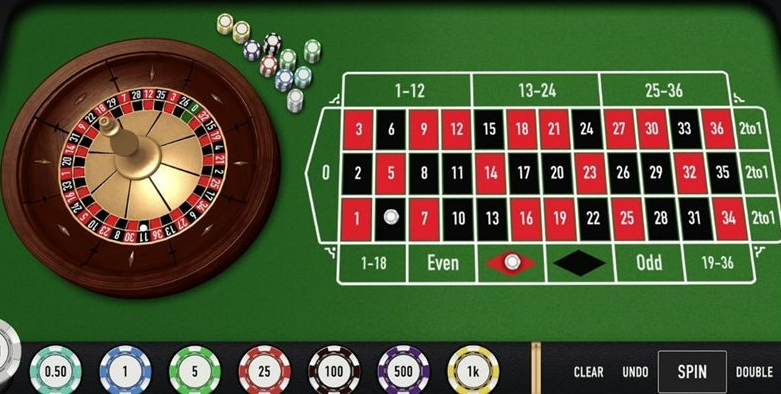 1-12 13-24 25-36
3 6 9 12 15 18 21 24 27 30 33 36 2to1
0 2 5 8 11 14 17 20 23 26 29 32 35 2to1
1 7 10 13 16 19 22 25 28 31 34 2to1
1-18 Even Odd 19-36
0.50 1 5 25 100 500 1k CLEAR UNDO SPIN DOUBLE